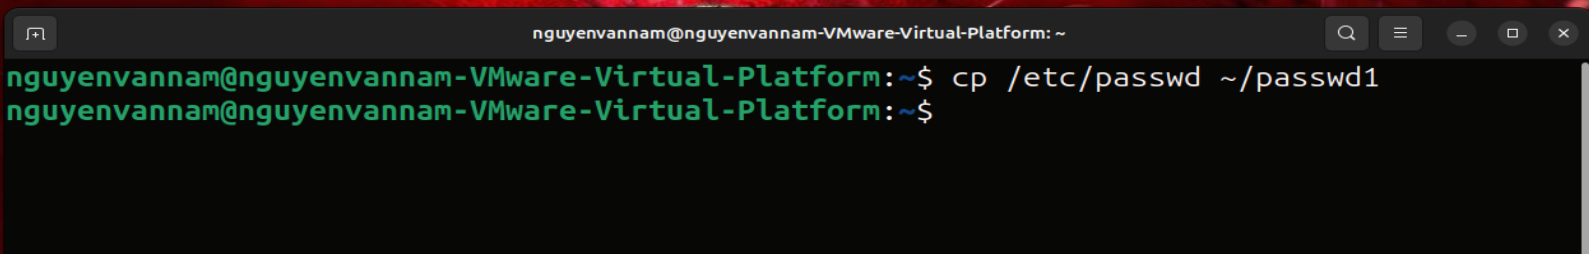 nguyenvannam@nguyenvannam-VMware-Virtual-Platform: ~
nguyenvannam@nguyenvannam-VMware-Virtual-Platform:~$ cp /etc/passwd ~/passwd1
nguyenvannam@nguyenvannam-VMware-Virtual-Platform:~$